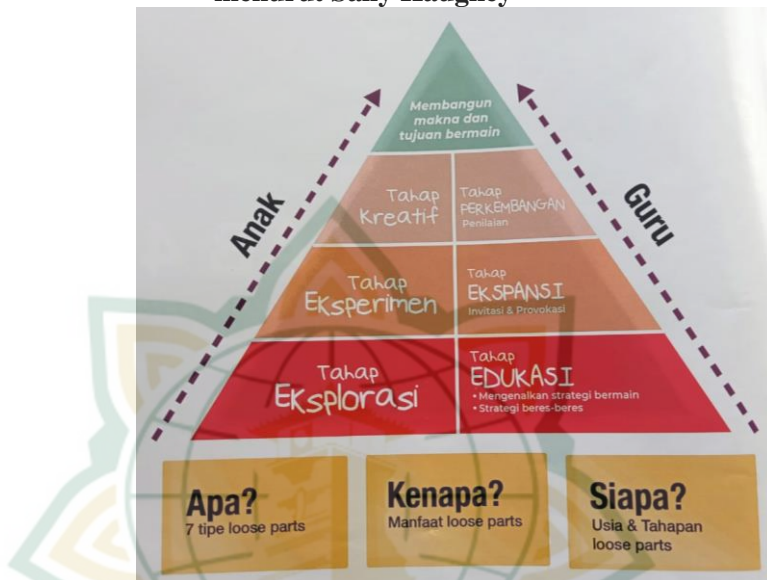 menurut Sally Haughey
Membangun
makna dan
tujuan bermain
Anak
Guru
Tahap
Kreatif
Tahap
PERKEMBANGAN
Penilaian
Tahap
Eksperimen
Tahap
EKSPANSI
Invitasi & Provokasi
Tahap
Eksplorasi
Tahap
EDUKASI
• Mengenalkan strategi bermain
• Strategi beres-beres
Apa?
7 tipe loose parts
Kenapa?
Manfaat loose parts
Siapa?
Usia & Tahapan
loose parts